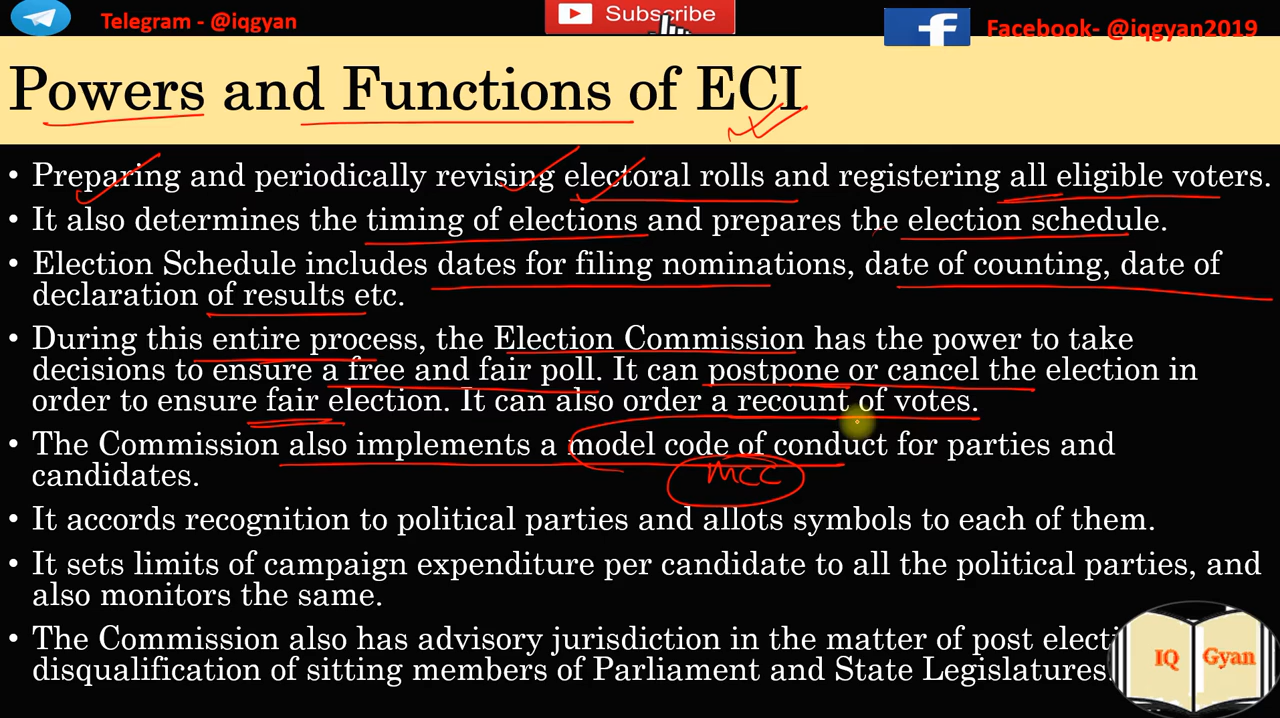 Telegram - @iqgyan
Subscribe
Facebook- @iqgyan2019
Powers and Functions of ECI
• Preparing and periodically revising electoral rolls and registering all eligible voters.
• It also determines the timing of elections and prepares the election schedule.
• Election Schedule includes dates for filing nominations, date of counting, date of
declaration of results etc.
• During this entire process, the Election Commission has the power to take
decisions to ensure a free and fair poll. It can postpone or cancel the election in
order to ensure fair election. It can also order a recount of votes.
• The Commission also implements a model code of conduct for parties and
candidates.
MCC
• It accords recognition to political parties and allots symbols to each of them.
• It sets limits of campaign expenditure per candidate to all the political parties, and
also monitors the same.
• The Commission also has advisory jurisdiction in the matter of post
disqualification of sitting members of Parliament and State Legislatures
IQ Gyan